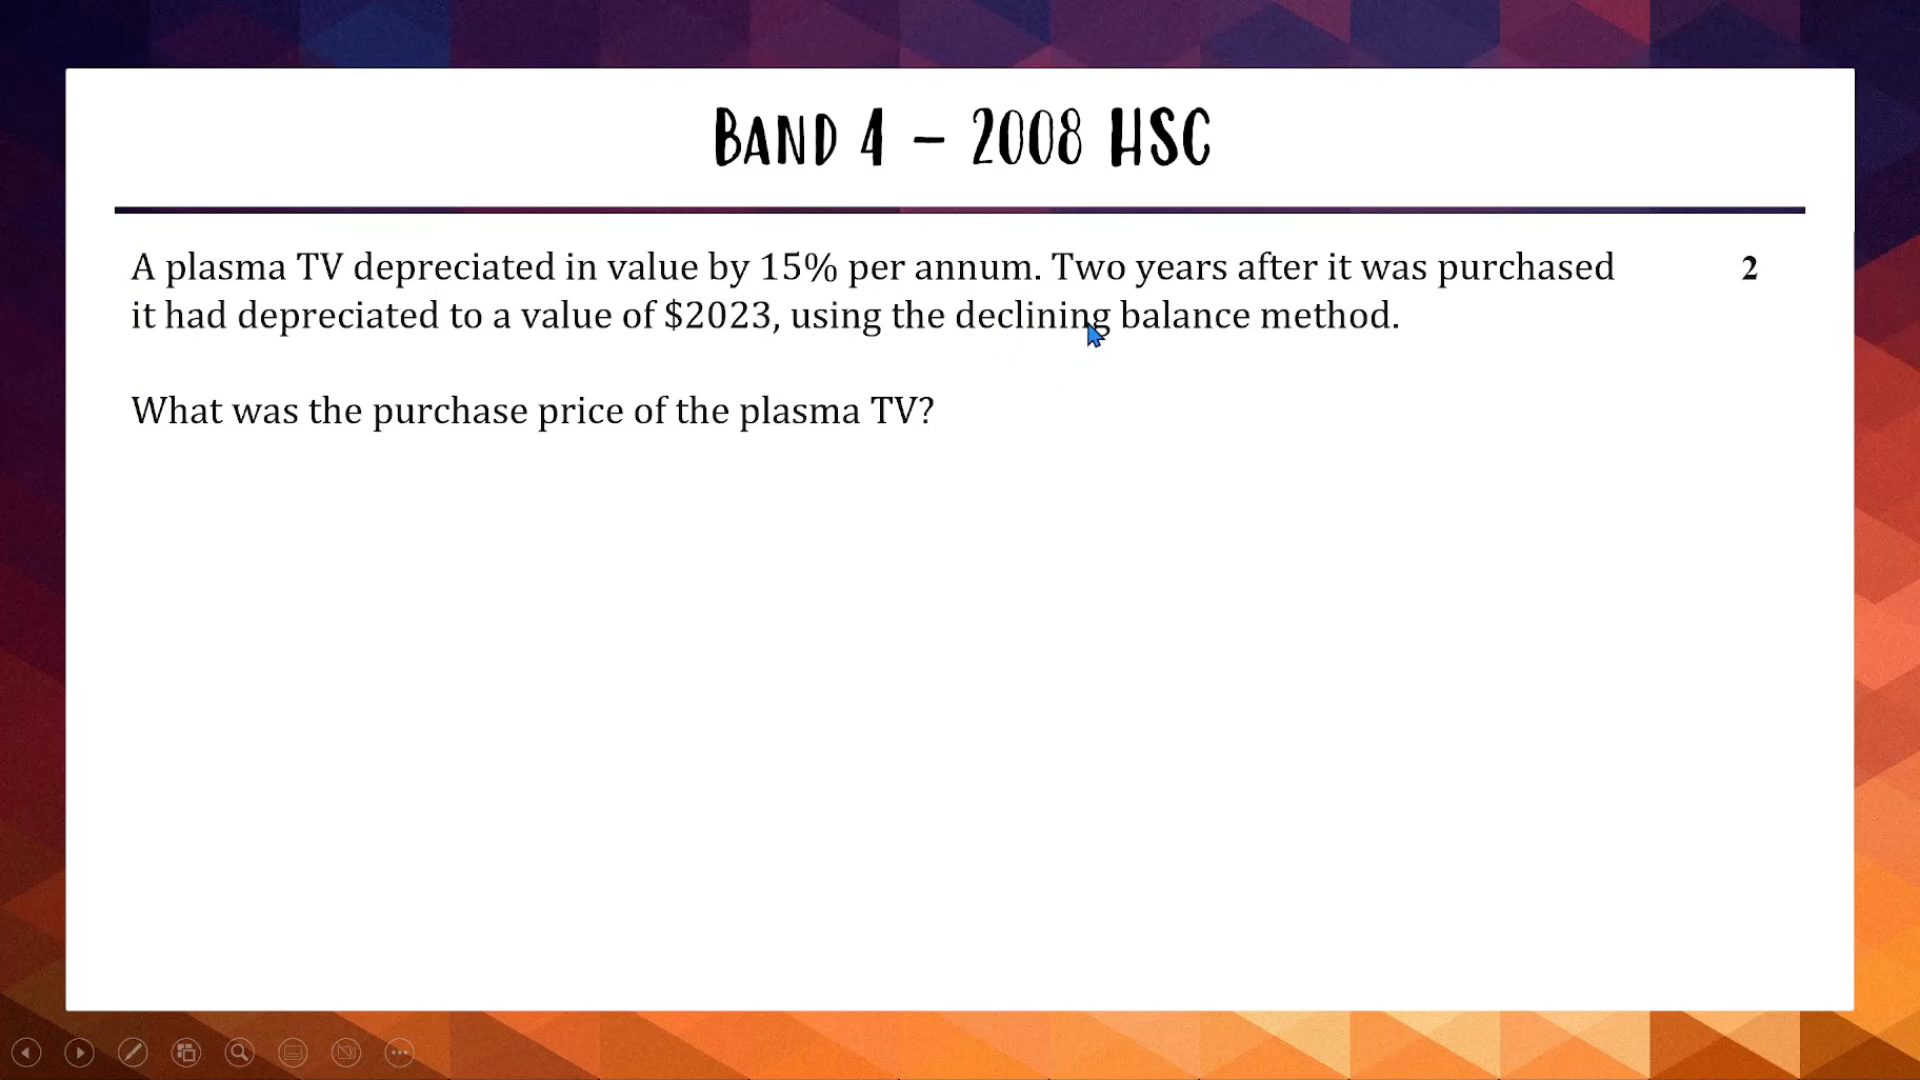 BAND 4 – 2008 HSC
A plasma TV depreciated in value by 15% per annum. Two years after it was purchased 2
it had depreciated to a value of $2023, using the declining balance method.
What was the purchase price of the plasma TV?